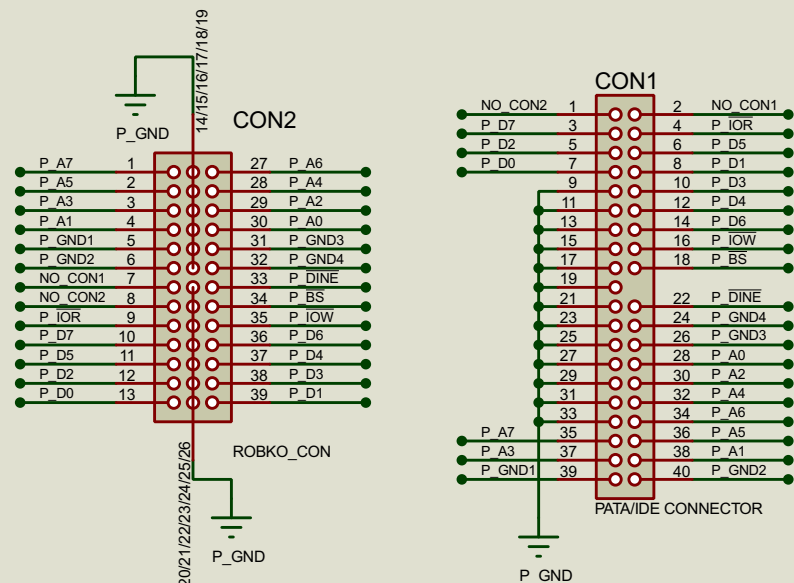 14/15/16/17/18/19
P_GND
CON2
P_A7 1 27 P_A6
P_A5 2 28 P_A4
P_A3 3 29 P_A2
P_A1 4 30 P_A0
P_GND1 5 31 P_GND3
P_GND2 6 32 P_GND4
NO_CON1 7 33 P_DINE
NO_CON2 8 34 P_BS
P_IOR 9 35 P_IOW
P_D7 10 36 P_D6
P_D5 11 37 P_D4
P_D2 12 38 P_D3
P_D0 13 39 P_D1
ROBKO_CON
20/21/22/23/24/25/26
P_GND
CON1
NO_CON2 1 2 NO_CON1
P_D7 3 4 P_IOR
P_D2 5 6 P_D5
P_D0 7 8 P_D1
9 10 P_D3
11 12 P_D4
13 14 P_D6
15 16 P_IOW
17 18 P_BS
19
21 22 P_DINE
23 24 P_GND4
25 26 P_GND3
27 28 P_A0
29 30 P_A2
31 32 P_A4
33 34 P_A6
P_A7 35 36 P_A5
P_A3 37 38 P_A1
P_GND1 39 40 P_GND2
PATA/IDE CONNECTOR
P_GND